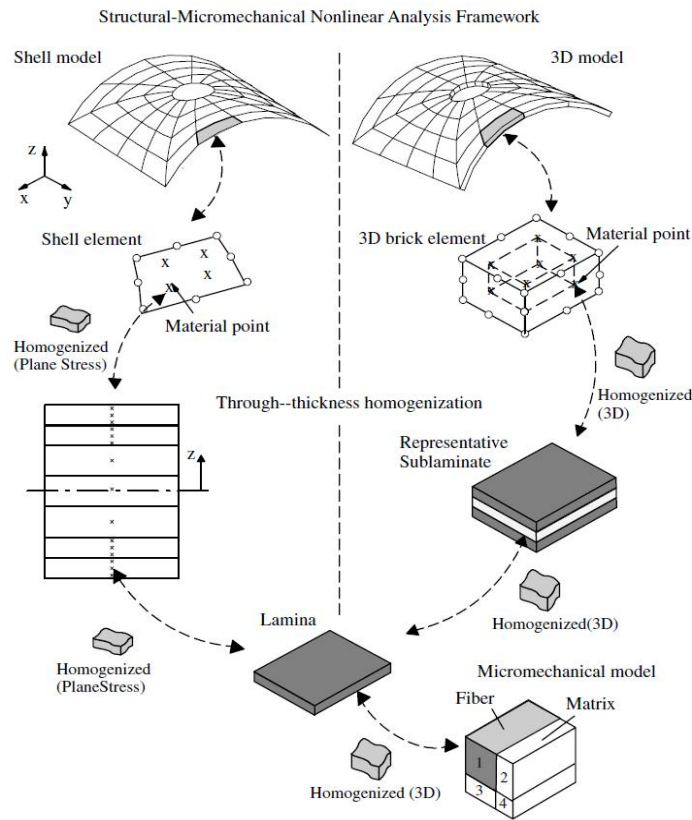 Structural-Micromechanical Nonlinear Analysis Framework
Shell model
3D model
z
x
y
Shell element
x
x
x
x
Material point
3D brick element
Material point
x
x
x
x
x
x
x
Homogenized
(Plane Stress)
Homogenized
(3D)
Through--thickness homogenization
z
Representative
Sublaminate
Homogenized(3D)
Lamina
Homogenized
(PlaneStress)
Micromechanical model
Fiber
Matrix
1
2
3
4
Homogenized (3D)